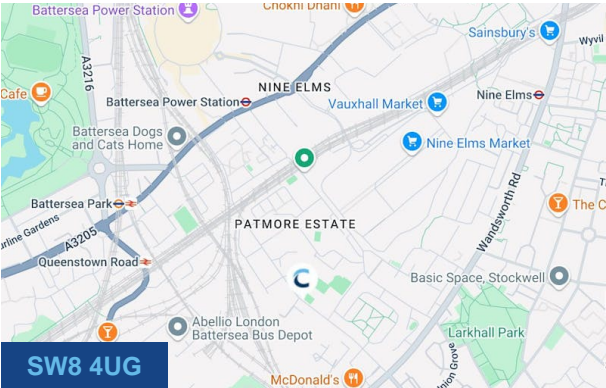 Battersea Power Station
Chokhi Dhani
Sainsbury's
Wyvil
A3216
Cafe
NINE ELMS
Battersea Power Station
Vauxhall Market
Nine Elms
Battersea Dogs
and Cats Home
Nine Elms Market
Battersea Park
The C
urline Gardens
A3205
PATMORE ESTATE
Wandsworth Rd
Queenstown Road
Basic Space, Stockwell
Abellio London
Battersea Bus Depot
Larkhall Park
SW8 4UG
McDonald's
nion Grove